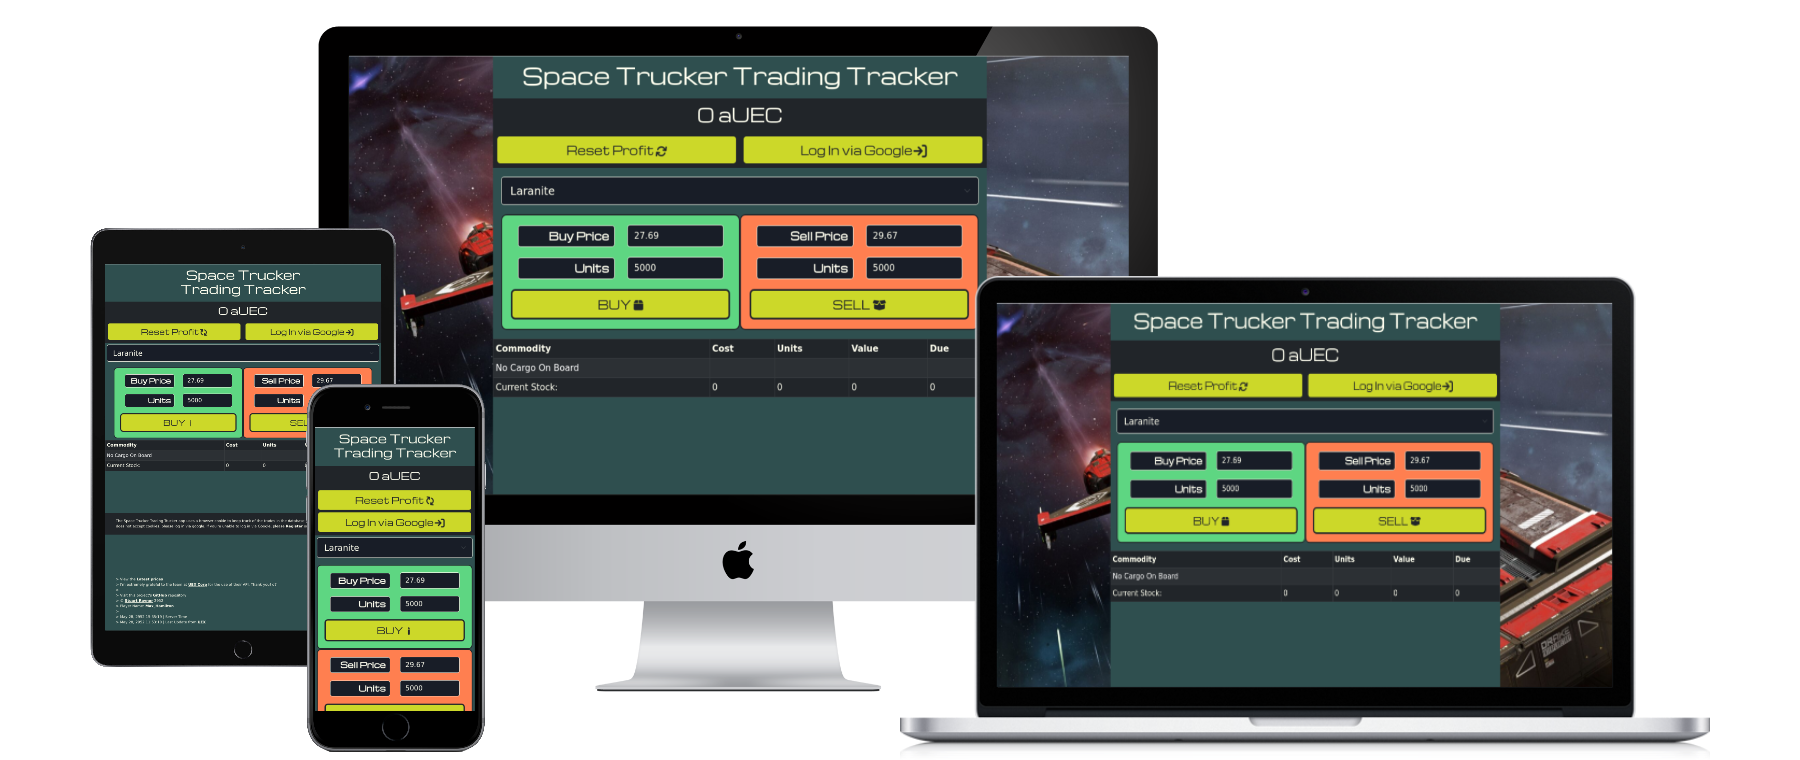 Space Trucker Trading Tracker
0 aUEC
Reset Profit
Log In via Google
Laranite
Buy Price 27.69
Units 5000
BUY
Sell Price 29.67
Units 5000
SELL
Commodity Cost Units Value Due
No Cargo On Board
Current Stock: 0 0 0 0
Space Trucker
Trading Tracker
0 aUEC
Reset Profit
Log In via Google
Laranite
Buy Price 27.69
Units 5000
BUY
Sell Price 29.67
Units
SEL
Commodity Cost Units
No Cargo On Board
Current Stock: 0 0
> View the latest prices
Space Trucker
Trading Tracker
0 aUEC
Reset Profit
Log In via Google
Laranite
Buy Price 27.69
Units 5000
BUY
Sell Price 29.67
Units 5000
Space Trucker Trading Tracker
0 aUEC
Reset Profit
Log In via Google
Laranite
Buy Price 27.69
Units 5000
BUY
Sell Price 29.67
Units 5000
SELL
Commodity Cost Units Value Due
No Cargo On Board
Current Stock: 0 0 0 0
DRAKE